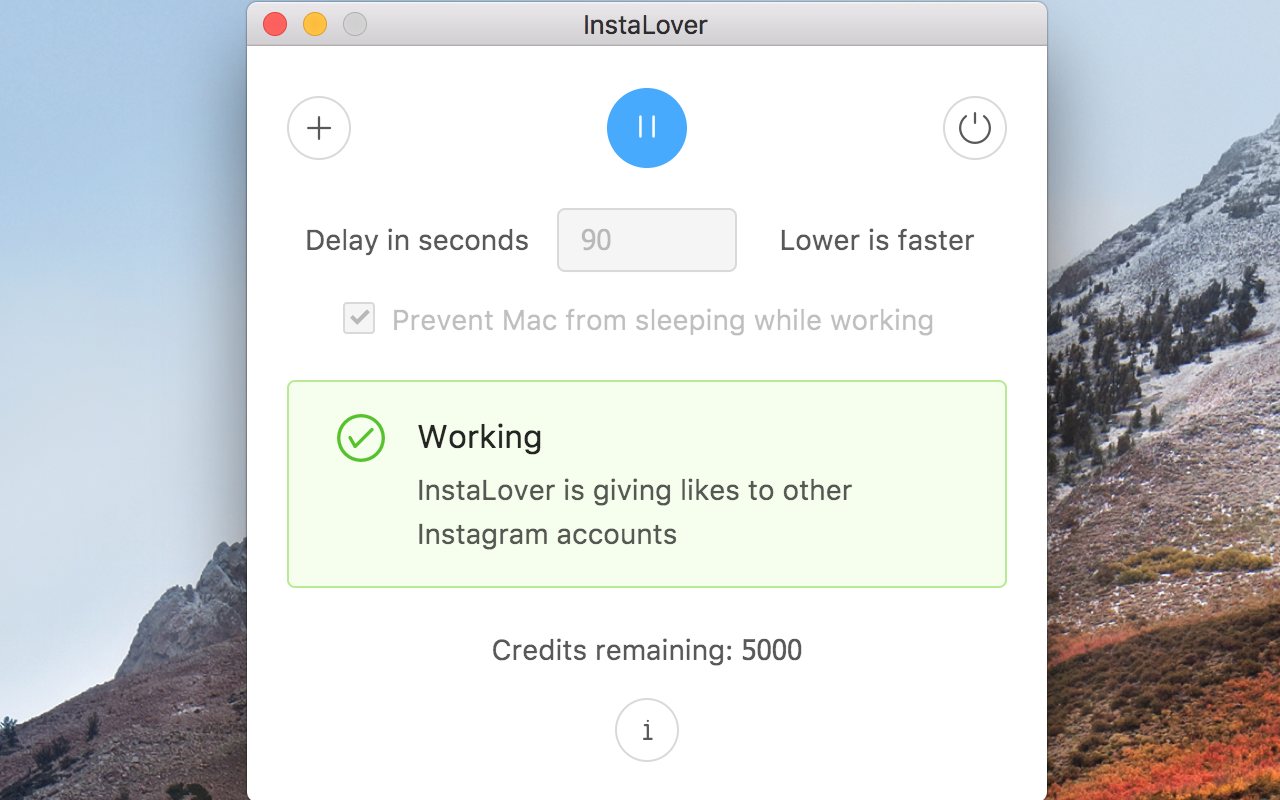 InstaLover
Delay in seconds 90 Lower is faster
Prevent Mac from sleeping while working
Working
InstaLover is giving likes to other
Instagram accounts
Credits remaining: 5000
i